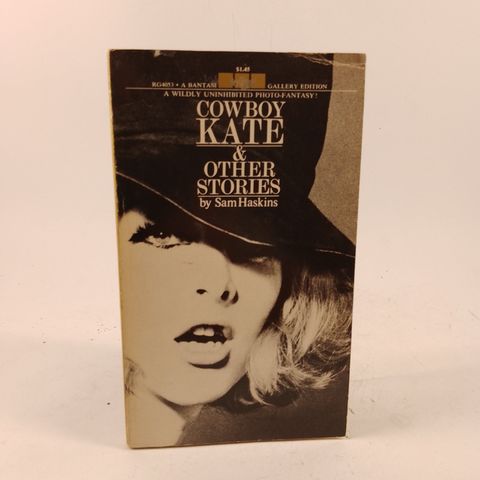 $1.45
RG4053 • A BANTAM GALLERY EDITION
A WILDLY UNINHIBITED PHOTO-FANTASY!
COWBOY
KATE
&
OTHER
STORIES
by Sam Haskins